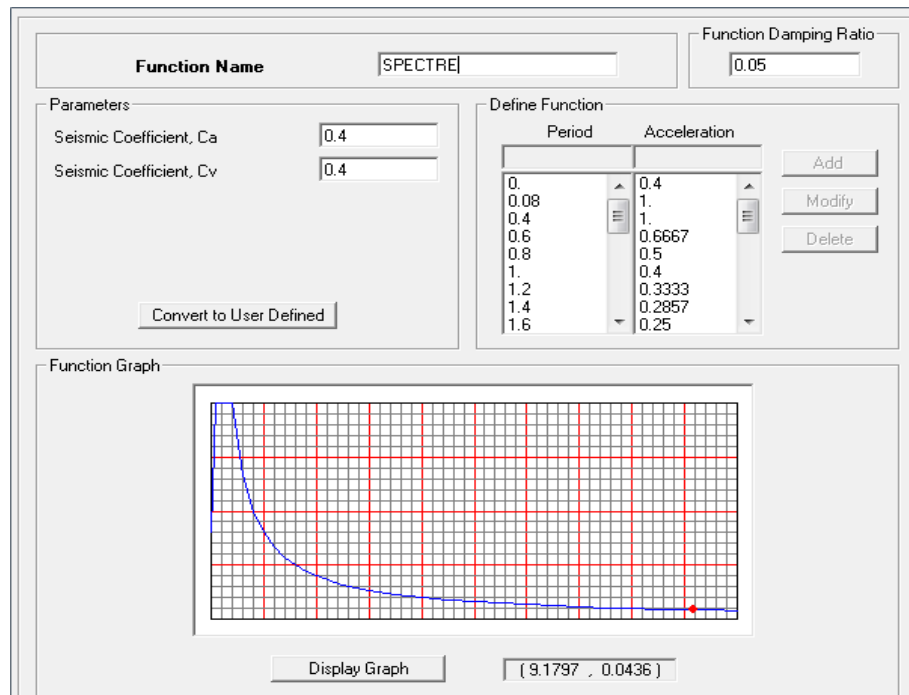 Function Damping Ratio
Function Name SPECTRE 0.05
Parameters
Seismic Coefficient, Ca 0.4
Seismic Coefficient, Cv 0.4
Convert to User Defined
Define Function
Period Acceleration
0. 0.4
0.08 1.
0.4 1.
0.6 0.6667
0.8 0.5
1. 0.4
1.2 0.3333
1.4 0.2857
1.6 0.25
Add
Modify
Delete
Function Graph
Display Graph (9.1797 , 0.0436)